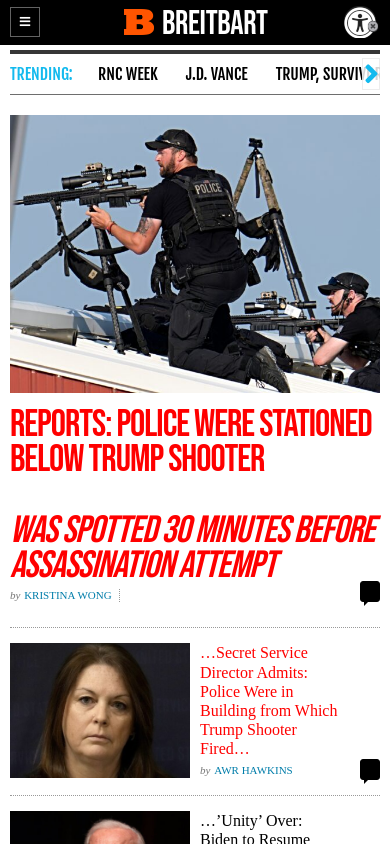 BREITBART
TRENDING: RNC WEEK J.D. VANCE TRUMP, SURVIV
POLICE
REPORTS: POLICE WERE STATIONED
BELOW TRUMP SHOOTER
WAS SPOTTED 30 MINUTES BEFORE
ASSASSINATION ATTEMPT
by KRISTINA WONG
…Secret Service
Director Admits:
Police Were in
Building from Which
Trump Shooter
Fired…
by AWR HAWKINS
…’Unity’ Over:
Biden to Resume